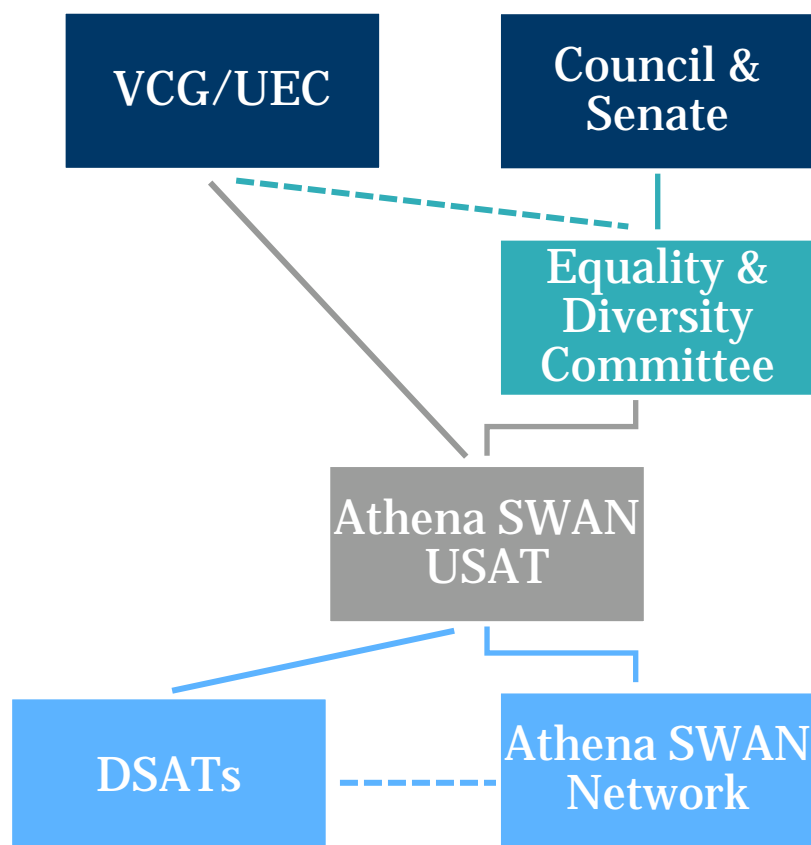 VCG/UEC
Council &
Senate
Equality &
Diversity
Committee
Athena SWAN
USAT
DSATs
Athena SWAN
Network